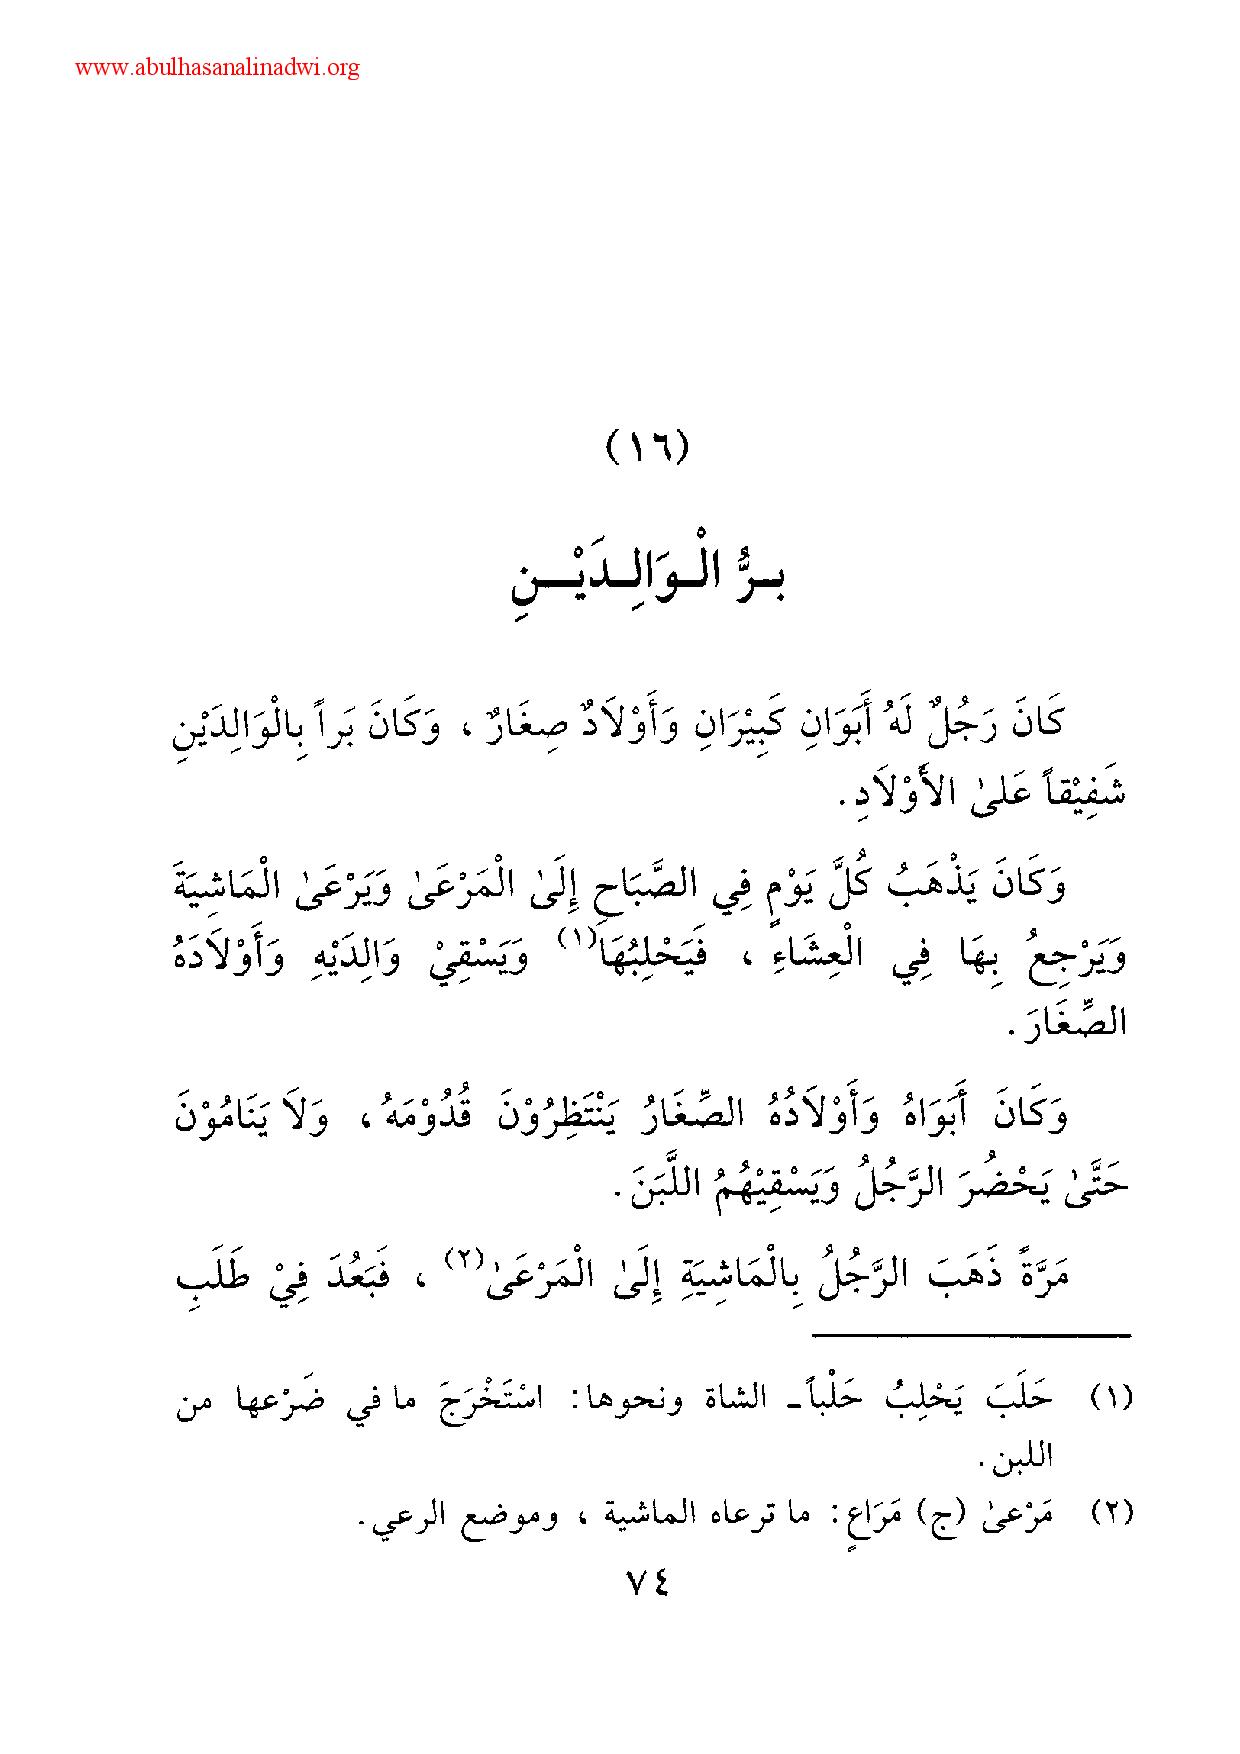 www.abulhasanalinadwi.org
(١٦)
بِرُّ الْوَالِدَيْنِ
كَانَ رَجُلٌ لَهُ أَبَوَانِ كَبِيْرَانِ وَأَوْلَادٌ صِغَارٌ ، وَكَانَ بَراً بِالْوَالِدَيْنِ
شَفِيْقاً عَلىٰ الأَوْلَادِ .
وَكَانَ يَذْهَبُ كُلَّ يَوْمٍ فِي الصَّبَاحِ إِلَىٰ الْمَرْعَىٰ وَيَرْعَىٰ الْمَاشِيَةَ
وَيَرْجِعُ بِهَا فِي الْعِشَاءِ ، فَيَحْلِبُهَا(١) وَيَسْقِيْ وَالِدَيْهِ وَأَوْلَادَهُ
الصِّغَارَ .
وَكَانَ أَبَوَاهُ وَأَوْلَادُهُ الصِّغَارُ يَنْتَظِرُوْنَ قُدُوْمَهُ ، وَلَا يَنَامُوْنَ
حَتَّىٰ يَحْضُرَ الرَّجُلُ وَيَسْقِيْهُمُ اللَّبَنَ .
مَرَّةً ذَهَبَ الرَّجُلُ بِالْمَاشِيَةِ إِلَىٰ الْمَرْعَىٰ(٢) ، فَبَعُدَ فِيْ طَلَبِ
(١) حَلَبَ يَحْلِبُ حَلْباً ـ الشاة ونحوها : اسْتَخْرَجَ ما في ضَرْعها من
اللبن .
(٢) مَرْعىٰ (ج) مَرَاعٍ : ما ترعاه الماشية ، وموضع الرعي .
٧٤